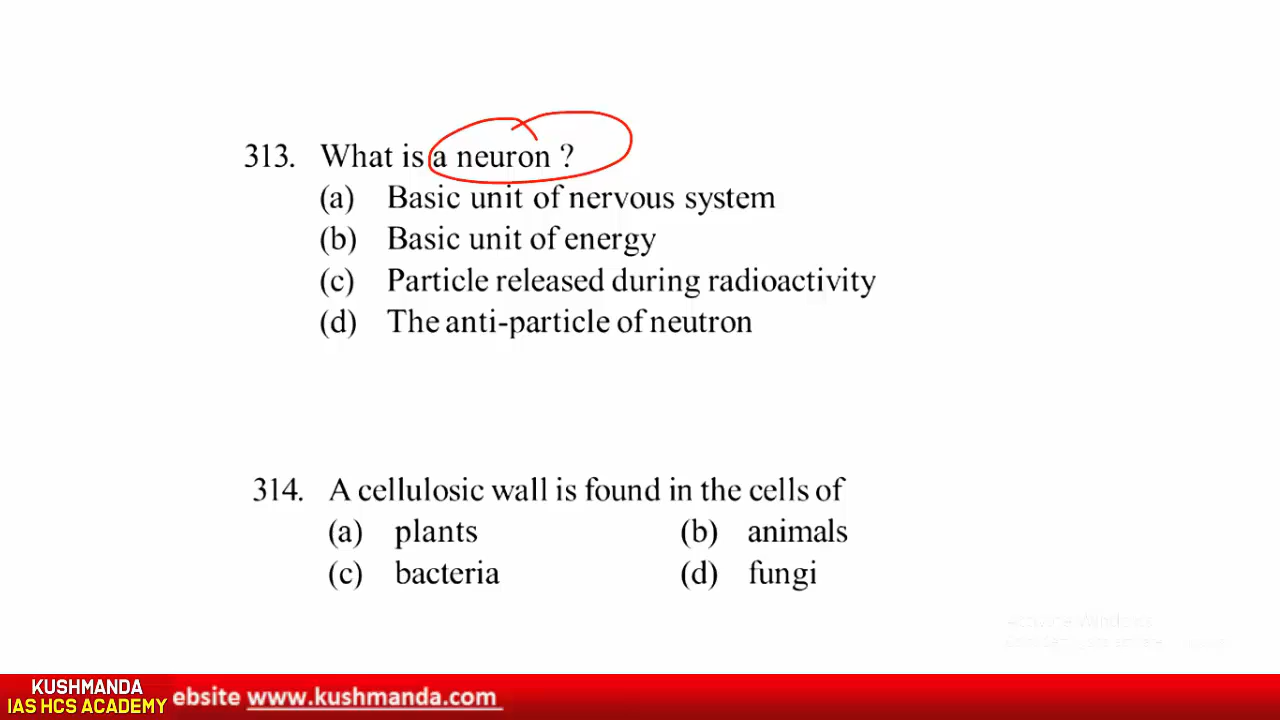 313. What is a neuron ?
(a) Basic unit of nervous system
(b) Basic unit of energy
(c) Particle released during radioactivity
(d) The anti-particle of neutron
314. A cellulosic wall is found in the cells of
(a) plants (b) animals
(c) bacteria (d) fungi
KUSHMANDA
IAS HCS ACADEMY
ebsite www.kushmanda.com